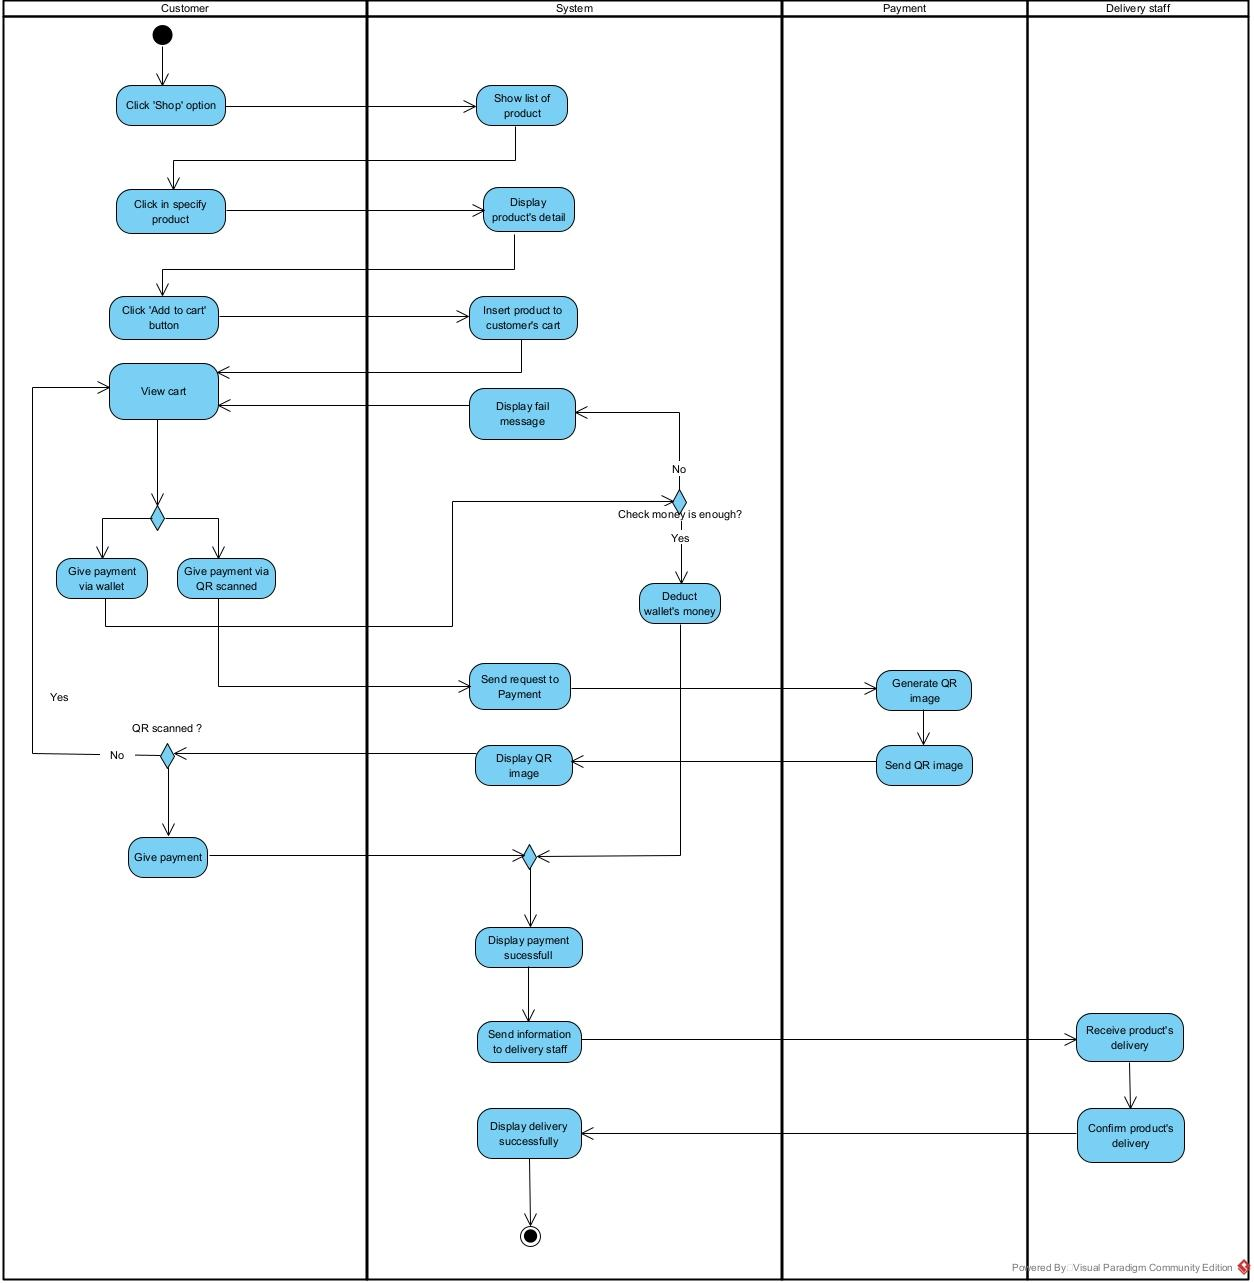 Customer
System
Payment
Delivery staff
Click 'Shop' option
Show list of
product
Click in specify
product
Display
product's detail
Click 'Add to cart'
button
Insert product to
customer's cart
View cart
Display fail
message
No
Check money is enough?
Yes
Give payment
via wallet
Give payment via
QR scanned
Deduct
wallet's money
Send request to
Payment
Generate QR
image
Yes
QR scanned ?
No
Display QR
image
Send QR image
Give payment
Display payment
sucessfull
Send information
to delivery staff
Receive product's
delivery
Display delivery
successfully
Confirm product's
delivery
Powered By Visual Paradigm Community Edition